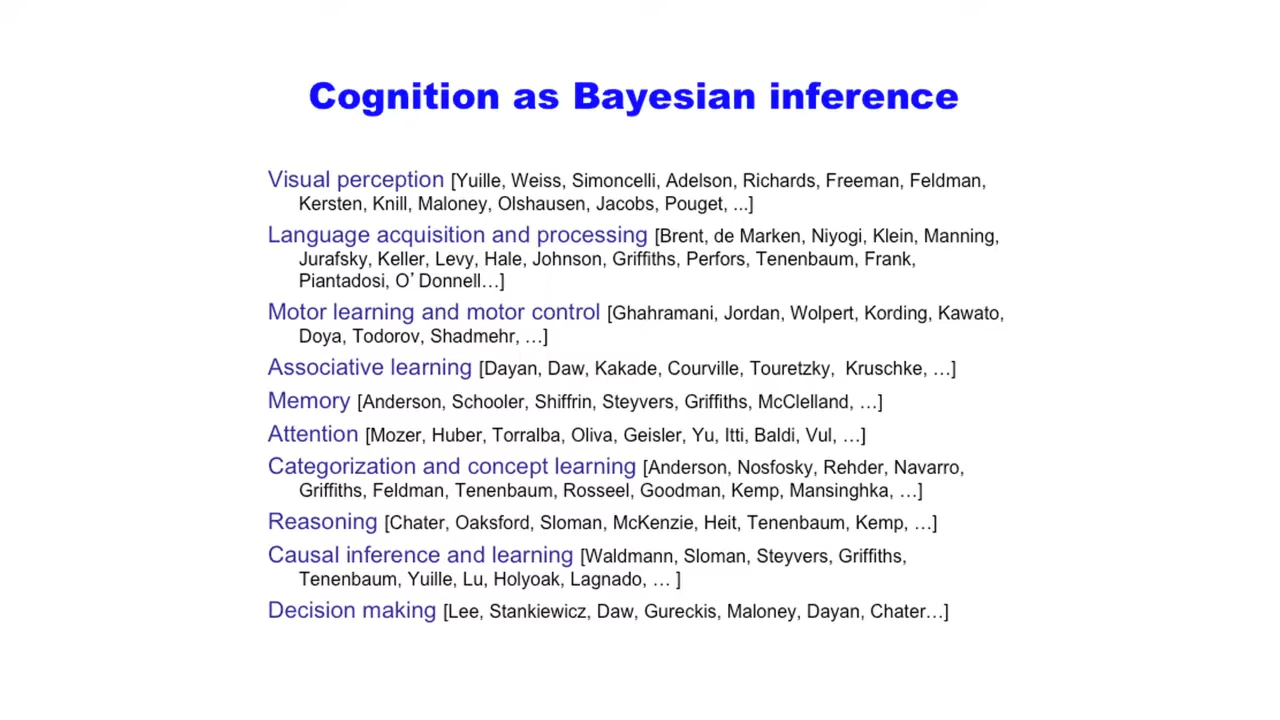 Cognition as Bayesian inference
Visual perception [Yuille, Weiss, Simoncelli, Adelson, Richards, Freeman, Feldman,
Kersten, Knill, Maloney, Olshausen, Jacobs, Pouget, ...]
Language acquisition and processing [Brent, de Marken, Niyogi, Klein, Manning,
Jurafsky, Keller, Levy, Hale, Johnson, Griffiths, Perfors, Tenenbaum, Frank,
Piantadosi, O’Donnell…]
Motor learning and motor control [Ghahramani, Jordan, Wolpert, Kording, Kawato,
Doya, Todorov, Shadmehr, …]
Associative learning [Dayan, Daw, Kakade, Courville, Touretzky, Kruschke, …]
Memory [Anderson, Schooler, Shiffrin, Steyvers, Griffiths, McClelland, …]
Attention [Mozer, Huber, Torralba, Oliva, Geisler, Yu, Itti, Baldi, Vul, …]
Categorization and concept learning [Anderson, Nosfosky, Rehder, Navarro,
Griffiths, Feldman, Tenenbaum, Rosseel, Goodman, Kemp, Mansinghka, …]
Reasoning [Chater, Oaksford, Sloman, McKenzie, Heit, Tenenbaum, Kemp, …]
Causal inference and learning [Waldmann, Sloman, Steyvers, Griffiths,
Tenenbaum, Yuille, Lu, Holyoak, Lagnado, … ]
Decision making [Lee, Stankiewicz, Daw, Gureckis, Maloney, Dayan, Chater…]